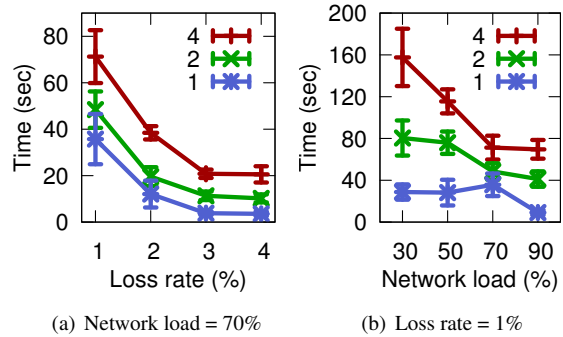 80
60
40
20
0
Time (sec)
4
2
1
1 2 3 4
Loss rate (%)
(a) Network load = 70%
200
160
120
80
40
0
Time (sec)
4
2
1
30 50 70 90
Network load (%)
(b) Loss rate = 1%